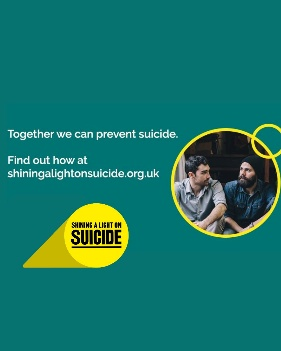 Together we can prevent suicide.
Find out how at
shiningalightonsuicide.org.uk
SHINING A LIGHT ON
SUICIDE